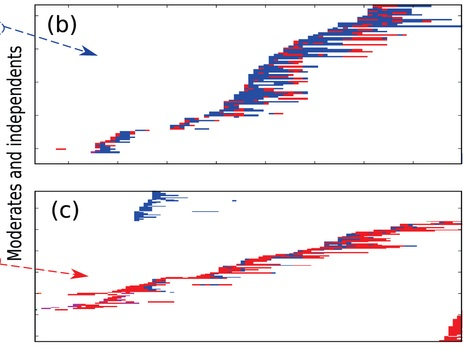 (b)
Moderates and independents
(c)